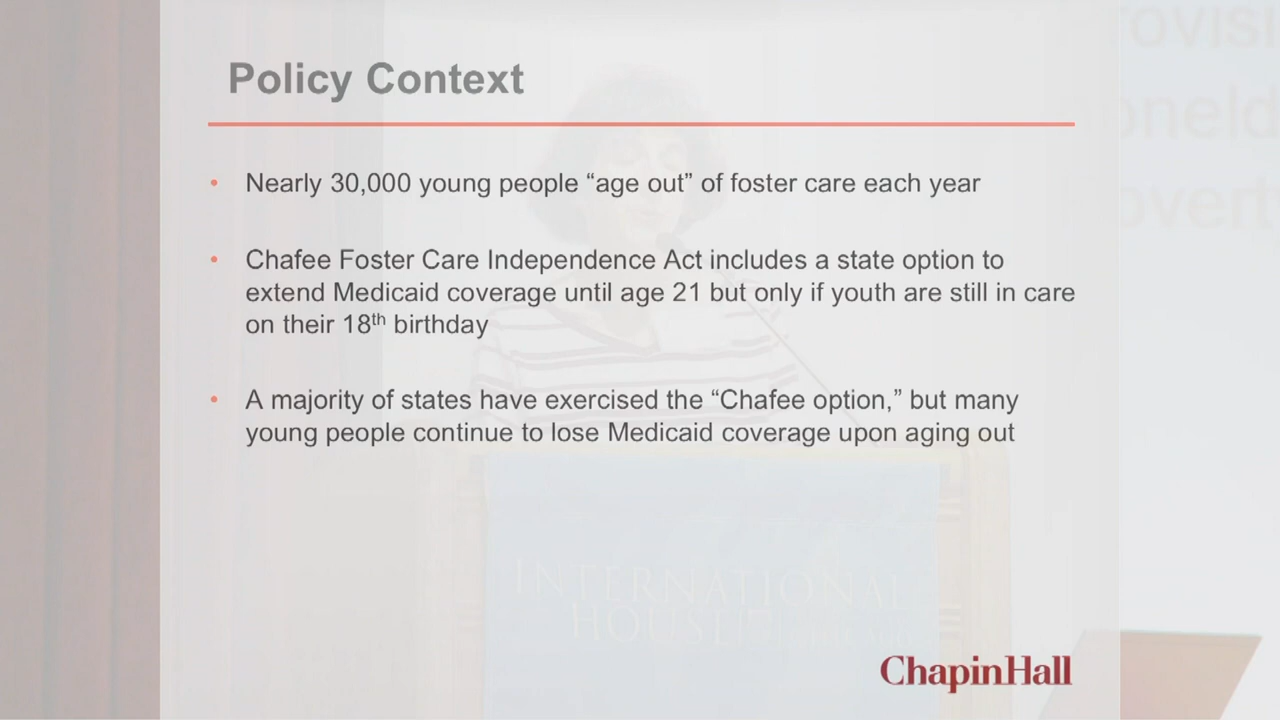 Policy Context
• Nearly 30,000 young people “age out” of foster care each year
• Chafee Foster Care Independence Act includes a state option to
extend Medicaid coverage until age 21 but only if youth are still in care
on their 18th birthday
• A majority of states have exercised the “Chafee option,” but many
young people continue to lose Medicaid coverage upon aging out
INTERNATIONAL
HOUSE
ChapinHall